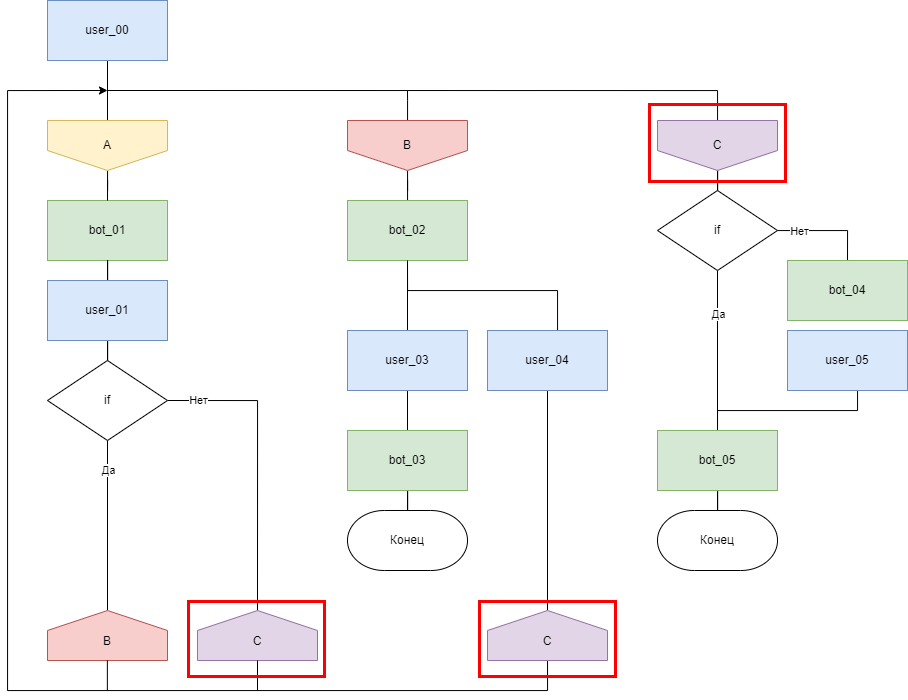 user_00
A
B
C
bot_01
bot_02
if
Нет
bot_04
user_01
Да
user_03
user_04
user_05
if
Нет
bot_03
bot_05
Да
Конец
Конец
B
C
C